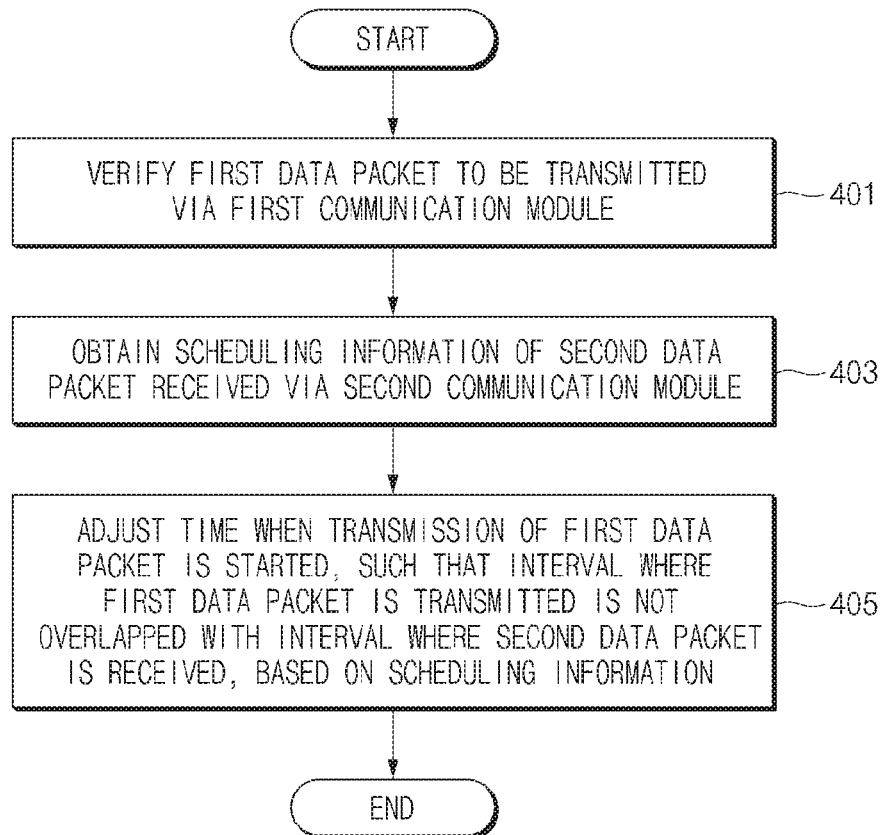 START
VERIFY FIRST DATA PACKET TO BE TRANSMITTED
VIA FIRST COMMUNICATION MODULE
401
OBTAIN SCHEDULING INFORMATION OF SECOND DATA
PACKET RECEIVED VIA SECOND COMMUNICATION MODULE
403
ADJUST TIME WHEN TRANSMISSION OF FIRST DATA
PACKET IS STARTED, SUCH THAT INTERVAL WHERE
FIRST DATA PACKET IS TRANSMITTED IS NOT
OVERLAPPED WITH INTERVAL WHERE SECOND DATA PACKET
IS RECEIVED, BASED ON SCHEDULING INFORMATION
405
END